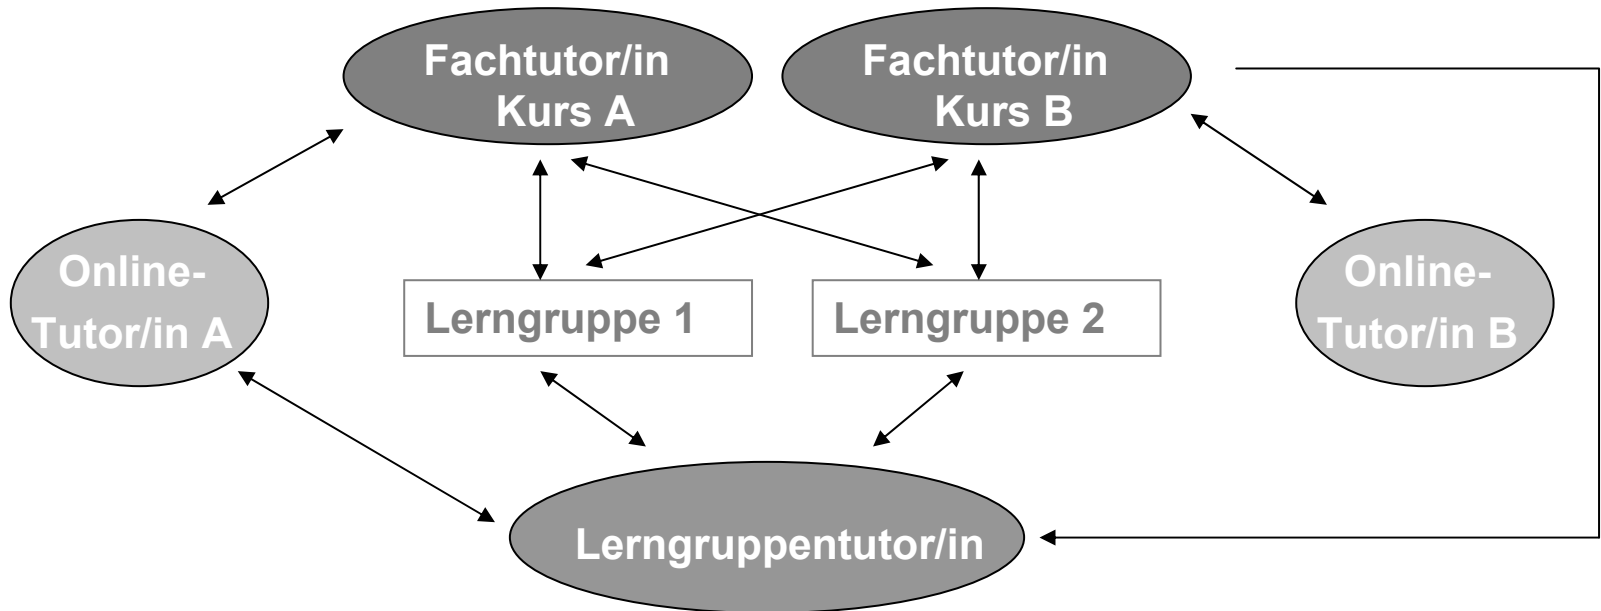 Fachtutor/in
Kurs A
Fachtutor/in
Kurs B
Online-
Tutor/in A
Lerngruppe 1
Lerngruppe 2
Online-
Tutor/in B
Lerngruppentutor/in